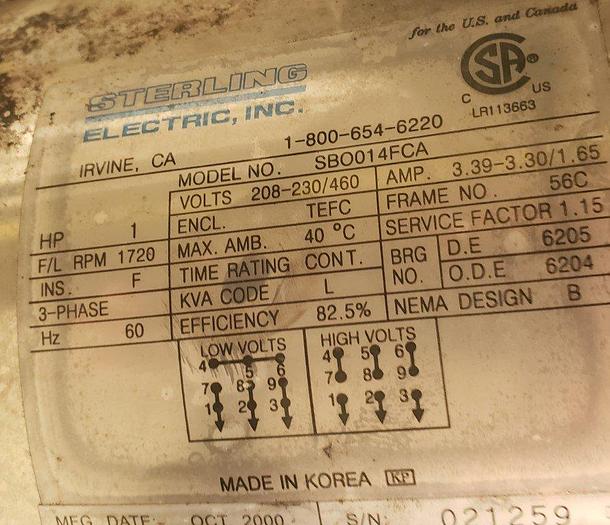 for the U.S. and Canada
STERLING
ELECTRIC, INC.
CSA ®
C US
LR113663
IRVINE, CA 1-800-654-6220
MODEL NO. SBO014FCA
VOLTS 208-230/460 AMP. 3.39-3.30/1.65
HP 1 ENCL. TEFC FRAME NO. 56C
F/L RPM 1720 MAX. AMB. 40 °C SERVICE FACTOR 1.15
INS. F TIME RATING CONT. BRG NO. D.E 6205
3-PHASE KVA CODE L O.D.E 6204
Hz 60 EFFICIENCY 82.5% NEMA DESIGN B
LOW VOLTS HIGH VOLTS
4 5 6 4 5 6
7 8 9 7 8 9
1 2 3 1 2 3
MADE IN KOREA KP
MFG. DATE: OCT 2000 S/N: 021259